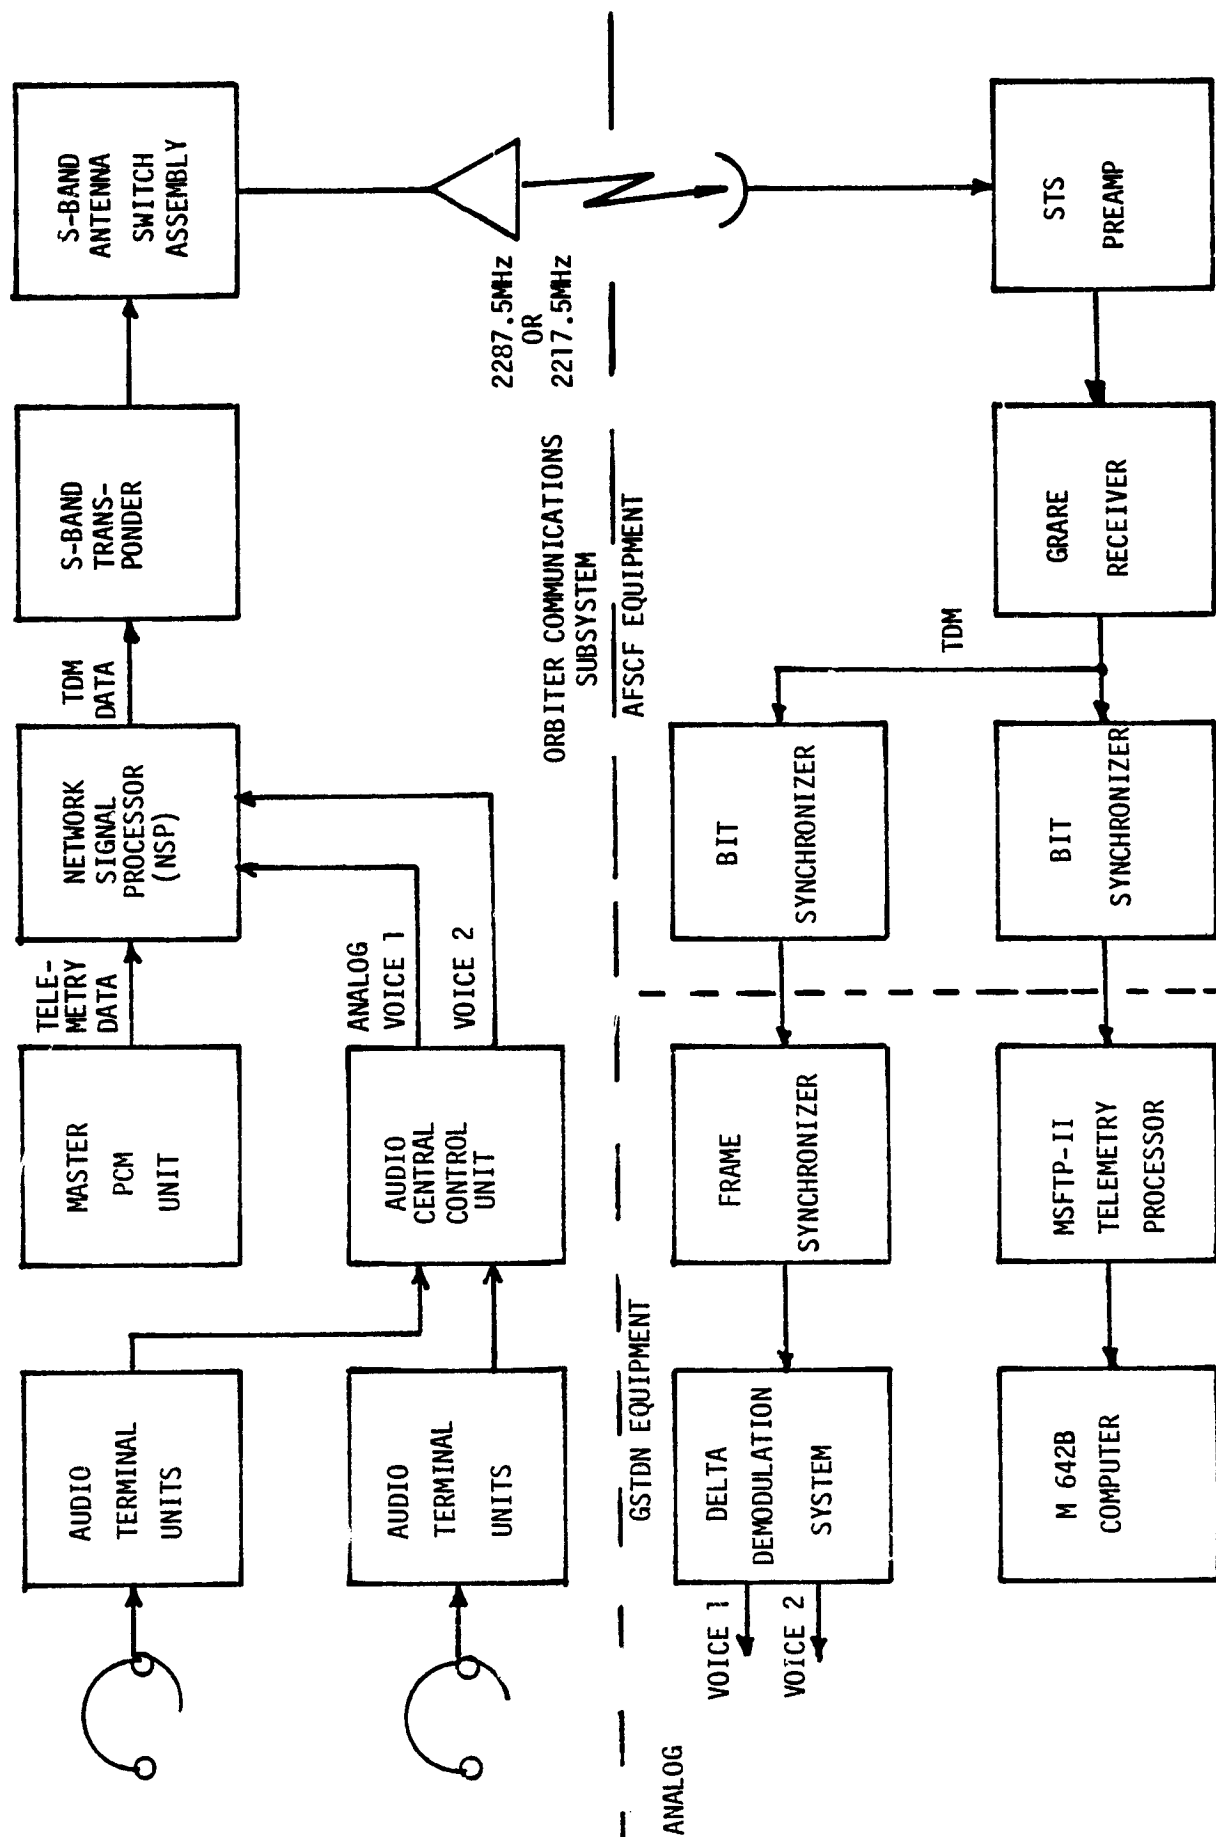 AUDIO
TERMINAL
UNITS
MASTER
PCM
UNIT
TELE-
METRY
DATA
NETWORK
SIGNAL
PROCESSOR
(NSP)
TDM
DATA
S-BAND
TRANS-
PONDER
S-BAND
ANTENNA
SWITCH
ASSEMBLY
AUDIO
TERMINAL
UNITS
AUDIO
CENTRAL
CONTROL
UNIT
ANALOG
VOICE 1
VOICE 2
2287.5MHz
OR
2217.5MHz
ORBITER COMMUNICATIONS
SUBSYSTEM
GSTDN EQUIPMENT
AFSCF EQUIPMENT
ANALOG
VOICE 1
VOICE 2
DELTA
DEMODULATION
SYSTEM
FRAME
SYNCHRONIZER
BIT
SYNCHRONIZER
TDM
M 642B
COMPUTER
MSFTP-II
TELEMETRY
PROCESSOR
BIT
SYNCHRONIZER
GRARE
RECEIVER
STS
PREAMP